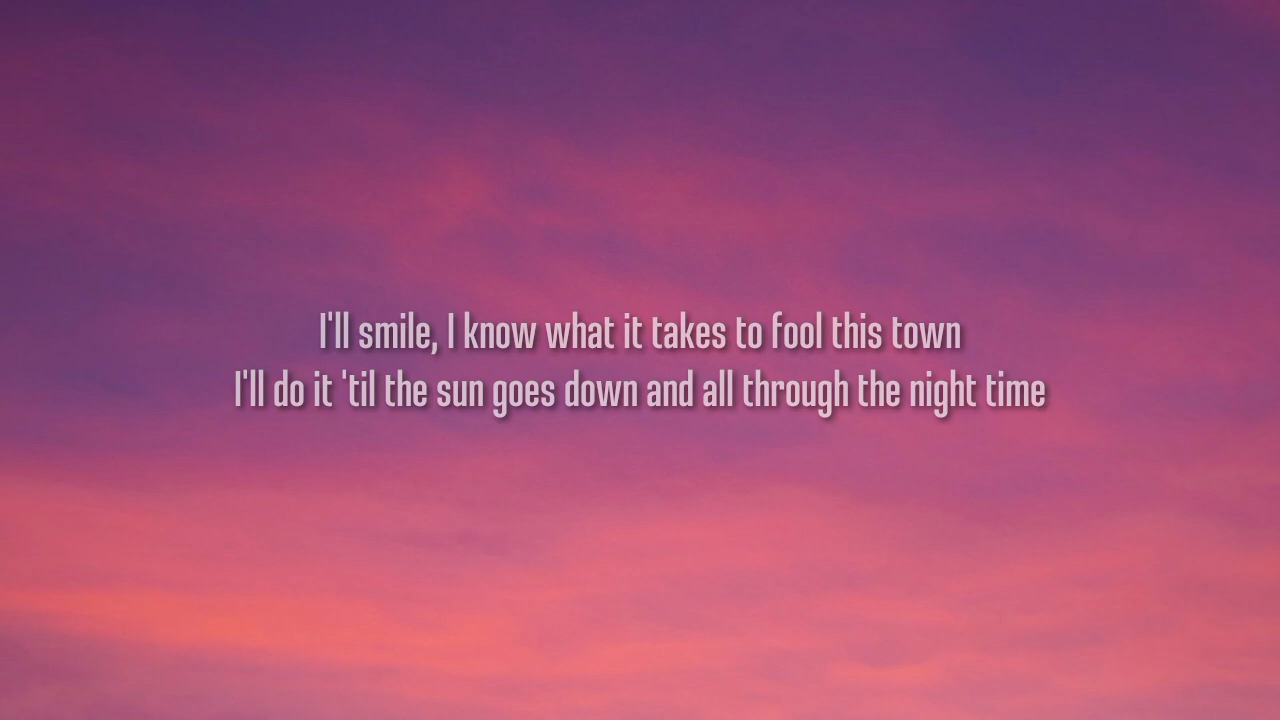 I'll smile, I know what it takes to fool this town
I'll do it 'til the sun goes down and all through the night time